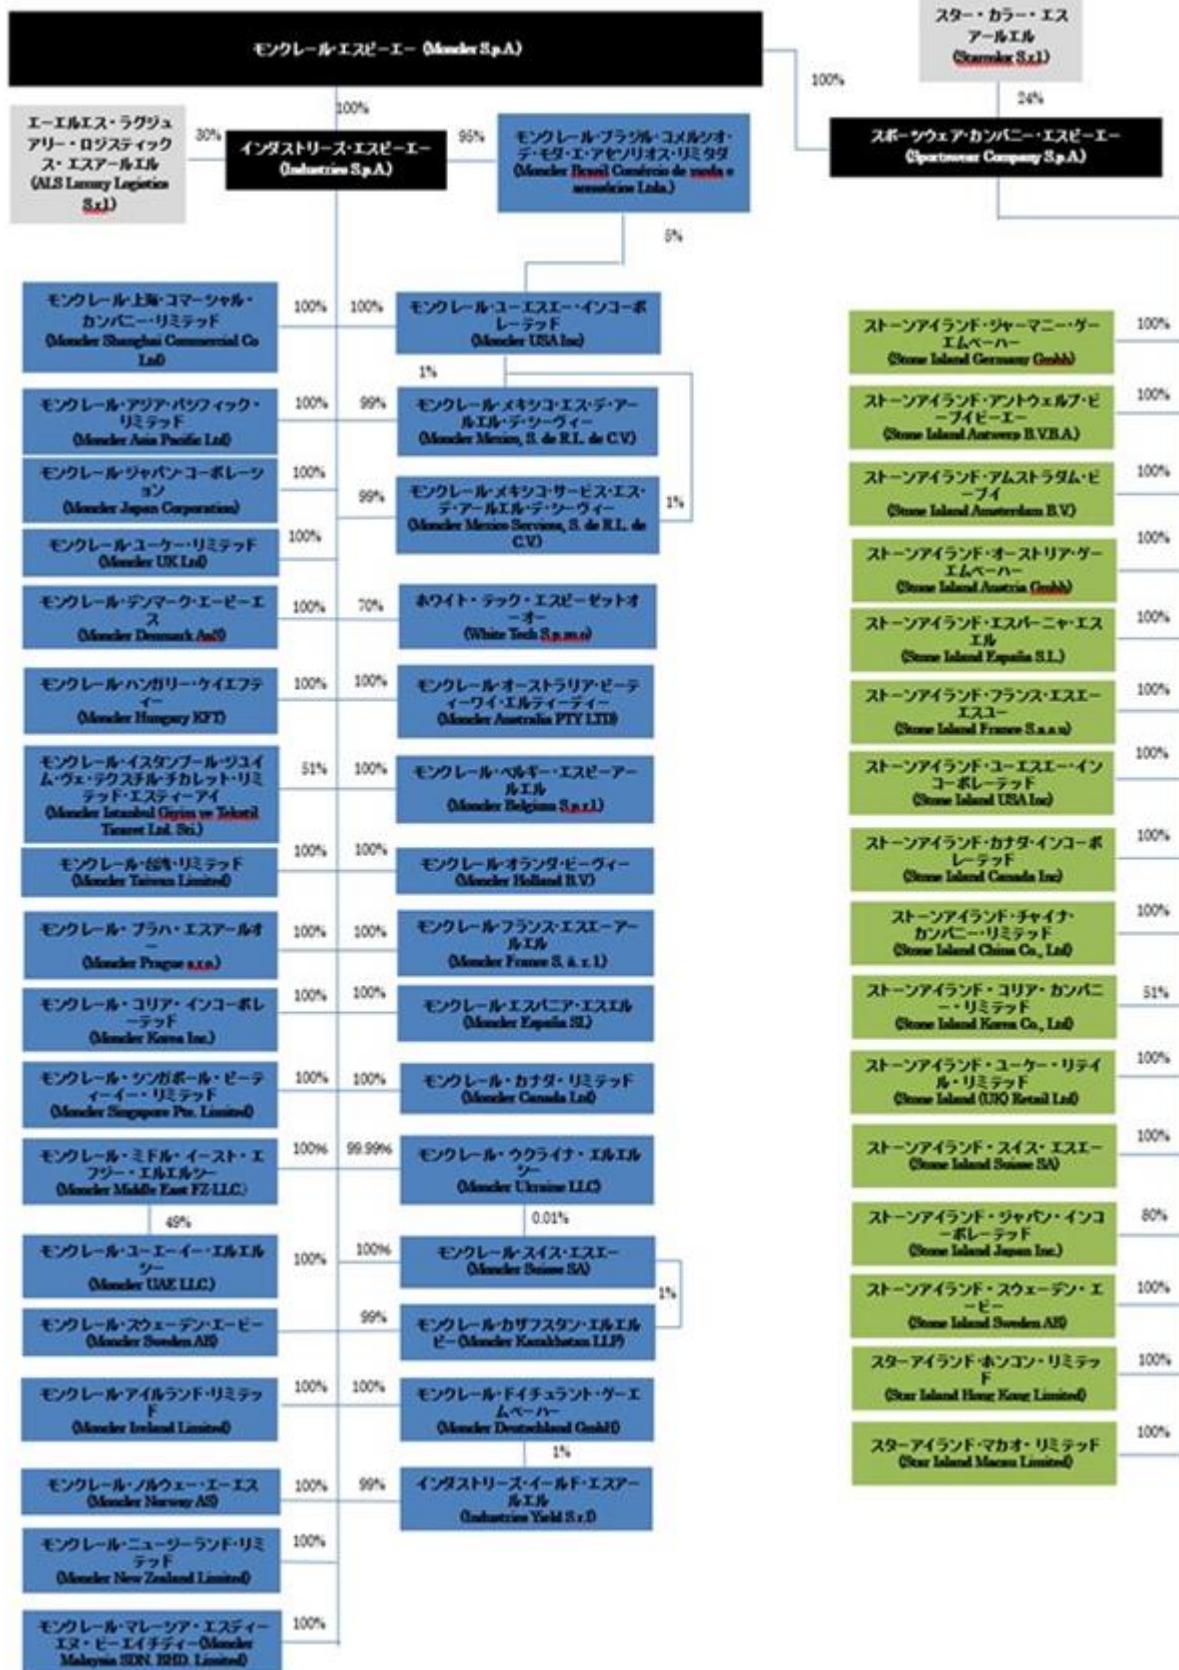 モンクレール・エスピーエー (Moncler S.p.A.)
スター・カラー・エス
アールエル
(Starcolor S.r.l.)
100%
24%
100%
エーエルエス・ラグジュ
アリー・ロジスティック
ス・エスアールエル
(ALS Luxury Logistics
S.r.l.)
30%
インダストリーズ・エスピーエー
(Industries S.p.A.)
95%
モンクレール・ブラジル・コメルシオ・
デ・モダ・エ・アセソリオス・リミタダ
(Moncler Brasil Comércio de moda e
acessórios Ltda.)
スポーツウェア・カンパニー・エスピーエー
(Sportswear Company S.p.A.)
5%
モンクレール・上海・コマーシャル・
カンパニー・リミテッド
(Moncler Shanghai Commercial Co
Ltd)
100%
100%
モンクレール・ユーエスエー・インコーポ
レーテッド
(Moncler USA Inc)
1%
モンクレール・アジア・パシフィック・
リミテッド
(Moncler Asia Pacific Ltd)
100%
99%
モンクレール・メキシコ・エス・デ・アー
ルエル・デ・シーヴィー
(Moncler Mexico, S. de R.L. de C.V.)
モンクレール・ジャパン・コーポレーシ
ョン
(Moncler Japan Corporation)
100%
99%
モンクレール・メキシコ・サービス・エス・
デ・アールエル・デ・シーヴィー
(Moncler Mexico Services, S. de R.L. de
C.V.)
1%
モンクレール・ユーケー・リミテッド
(Moncler UK Ltd)
100%
モンクレール・デンマーク・エーピーエ
ス
(Moncler Denmark ApS)
100%
70%
ホワイト・テック・エスピーゼットオ
ーオー
(White Tech S.p.zo.o)
モンクレール・ハンガリー・ケイエフテ
ィー
(Moncler Hungary KFT)
100%
100%
モンクレール・オーストラリア・ピーテ
ィーワイ・エルティーディー
(Moncler Australia PTY LTD)
モンクレール・イスタンブール・ジユイ
ム・ヴェ・テクスチル・チカレット・リミ
テッド・エスティーアイ
(Moncler Istanbul Giyim ve Tekstil
Ticaret Ltd. Sti.)
51%
100%
モンクレール・ベルギー・エスピーアー
ルエル
(Moncler Belgium S.p.r.l.)
モンクレール・台湾・リミテッド
(Moncler Taiwan Limited)
100%
100%
モンクレール・オランダ・ビーヴィー
(Moncler Holland B.V.)
モンクレール・プラハ・エスアールオ
ー
(Moncler Prague s.r.o.)
100%
100%
モンクレール・フランス・エスエーアー
ルエル
(Moncler France S. à. r. l.)
モンクレール・コリア・インコーポレ
ーテッド
(Moncler Korea Inc.)
100%
100%
モンクレール・エスパニア・エスエル
(Moncler España SL)
モンクレール・シンガポール・ピーテ
ィーイー・リミテッド
(Moncler Singapore Pte. Limited)
100%
100%
モンクレール・カナダ・リミテッド
(Moncler Canada Ltd)
モンクレール・ミドル・イースト・エ
フジー・エルエルシー
(Moncler Middle East FZ-LLC.)
100%
99.99%
モンクレール・ウクライナ・エルエル
シー
(Moncler Ukraine LLC)
49%
0.01%
モンクレール・ユーエーイー・エルエル
シー
(Moncler UAE LLC.)
100%
100%
モンクレール・スイス・エスエー
(Moncler Suisse SA)
1%
モンクレール・スウェーデン・エービー
(Moncler Sweden AB)
99%
モンクレール・カザフスタン・エルエル
ピー (Moncler Kazakhstan LLP)
モンクレール・アイルランド・リミテッ
ド
(Moncler Ireland Limited)
100%
100%
モンクレール・ドイチュラント・ゲーエ
ムベーハー
(Moncler Deutschland GmbH)
1%
モンクレール・ノルウェー・エーエス
(Moncler Norway AS)
100%
99%
インダストリーズ・イールド・エスアー
ルエル
(Industries Yield S.r.l)
モンクレール・ニュージーランド・リミ
テッド
(Moncler New Zealand Limited)
100%
モンクレール・マレーシア・エスディー
エヌ・ビーエイチディー(Moncler
Malaysia SDN. BHD. Limited)
100%
ストーンアイランド・ジャーマニー・ゲー
エムベーハー
(Stone Island Germany Gmbh)
100%
ストーンアイランド・アントウェルプ・ビ
ーブイビーエー
(Stone Island Antwerp B.V.B.A.)
100%
ストーンアイランド・アムストラダム・ビ
ーブイ
(Stone Island Amsterdam B.V.)
100%
ストーンアイランド・オーストリア・ゲー
エムベーハー
(Stone Island Austria Gmbh)
100%
ストーンアイランド・エスパーニャ・エス
エル
(Stone Island España S.L.)
100%
ストーンアイランド・フランス・エスエー
エスユー
(Stone Island France S.a.s.u)
100%
ストーンアイランド・ユーエスエー・イン
コーポレーテッド
(Stone Island USA Inc)
100%
ストーンアイランド・カナダ・インコーポ
レーテッド
(Stone Island Canada Inc)
100%
ストーンアイランド・チャイナ・
カンパニー・リミテッド
(Stone Island China Co., Ltd)
100%
ストーンアイランド・コリア・カンパニ
ー・リミテッド
(Stone Island Korea Co., Ltd)
51%
ストーンアイランド・ユーケー・リテイ
ル・リミテッド
(Stone Island (UK) Retail Ltd)
100%
ストーンアイランド・スイス・エスエー
(Stone Island Suisse SA)
100%
ストーンアイランド・ジャパン・インコ
ーポレーテッド
(Stone Island Japan Inc.)
80%
ストーンアイランド・スウェーデン・エ
ービー
(Stone Island Sweden AB)
100%
スターアイランド・ホンコン・リミテッ
ド
(Star Island Hong Kong Limited)
100%
スターアイランド・マカオ・リミテッド
(Star Island Macau Limited)
100%